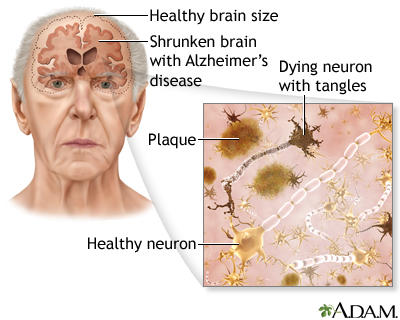 Healthy brain size
Shrunken brain
with Alzheimer's
disease
Dying neuron
with tangles
Plaque
Healthy neuron
A.D.A.M.